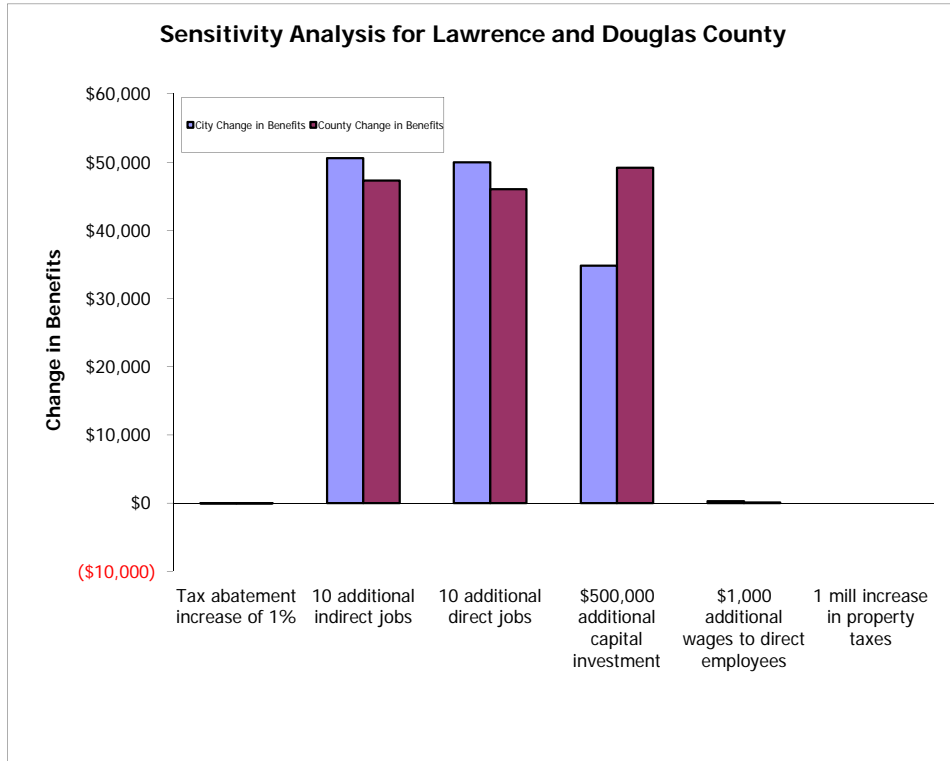 Sensitivity Analysis for Lawrence and Douglas County
$60,000
City Change in Benefits County Change in Benefits
$50,000
$40,000
$30,000
$20,000
$10,000
$0
($10,000)
Change in Benefits
Tax abatement
increase of 1%
10 additional
indirect jobs
10 additional
direct jobs
$500,000
additional
capital
investment
$1,000
additional
wages to direct
employees
1 mill increase
in property
taxes